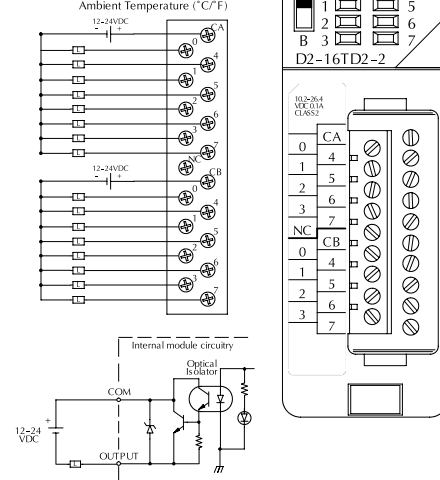 Ambient Temperature (°C/°F)
12–24VDC
- +
CA
0
4
L
1
L
5
L
2
L
6
L
3
L
7
L
NC
L
12–24VDC
- +
CB
0
4
L
1
L
5
L
2
L
6
L
3
L
7
L
L
Internal module circuitry
Optical
Isolator
COM
+
12–24
VDC
OUTPUT
L
1 5
2 6
B 3 7
D2–16TD2–2
10.2–26.4
VDC 0.1A
CLASS2
CA
0
4
1
5
2
6
3
7
NC
CB
0
4
1
5
2
6
3
7